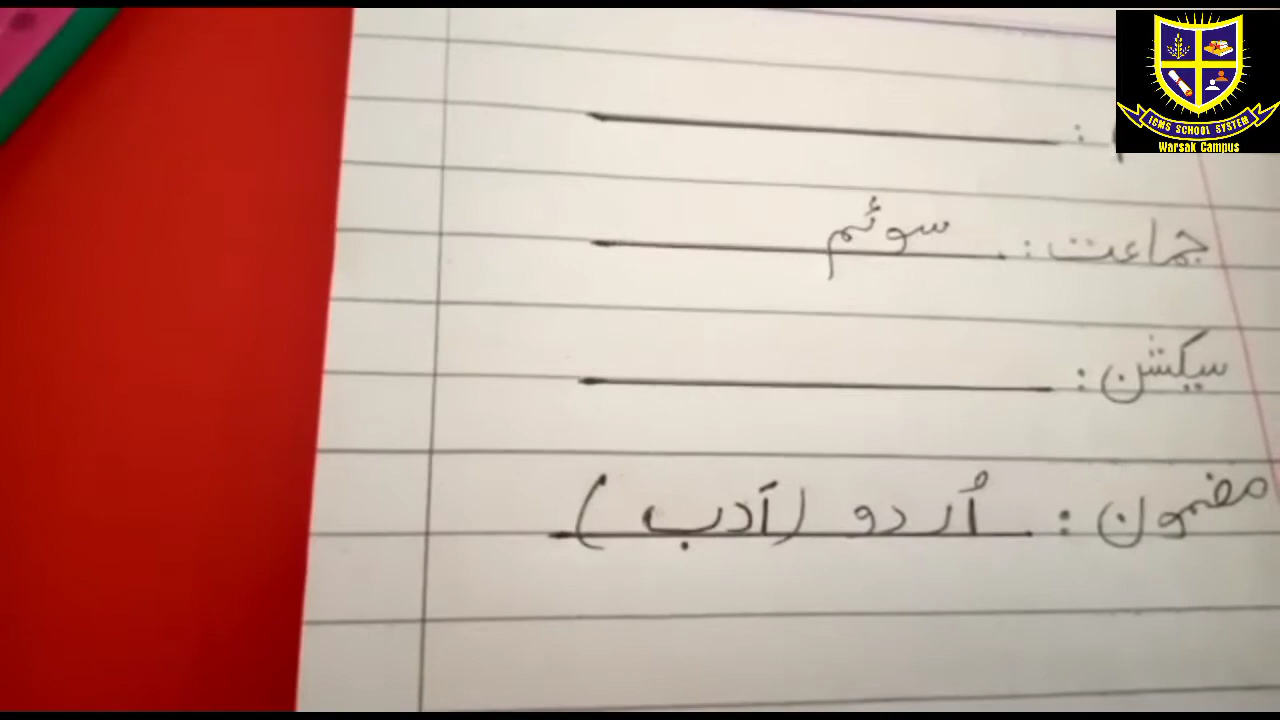 ICMS SCHOOL SYSTEM
Warsak Campus
:
جماعت: سوئم
سیکشن:
مضمون: اُردو (اَدب)